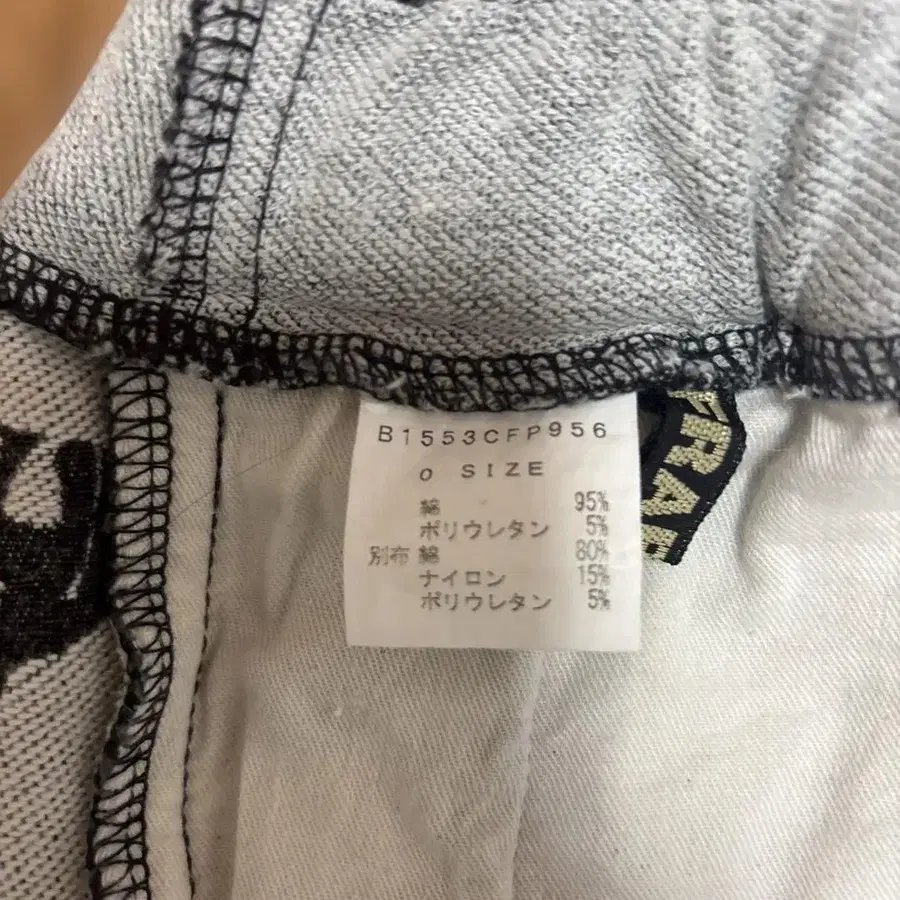 B1553CFP956
0 SIZE
綿 95%
ポリウレタン 5%
別布 綿 80%
ナイロン 15%
ポリウレタン 5%